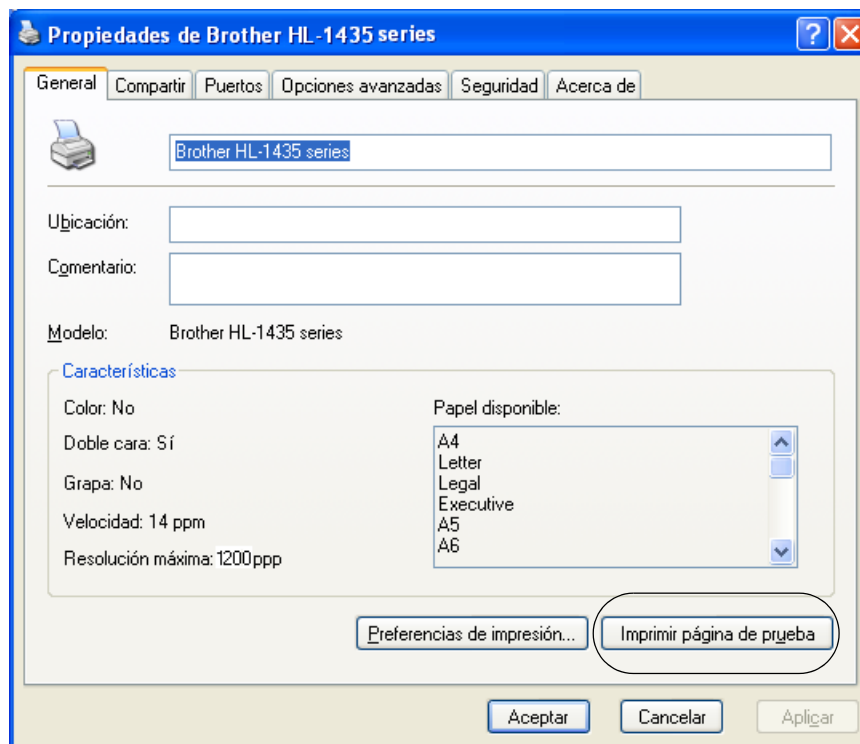 Propiedades de Brother HL-1435 series
General Compartir Puertos Opciones avanzadas Seguridad Acerca de
Brother HL-1435 series
Ubicación:
Comentario:
Modelo: Brother HL-1435 series
Características
Color: No
Doble cara: Sí
Grapa: No
Velocidad: 14 ppm
Resolución máxima: 1200ppp
Papel disponible:
A4
Letter
Legal
Executive
A5
A6
Preferencias de impresión... Imprimir página de prueba
Aceptar Cancelar Aplicar